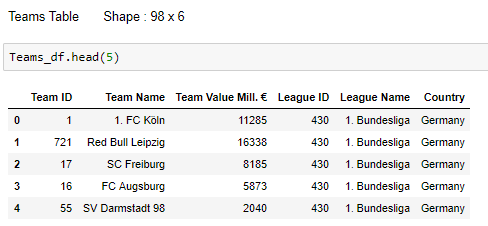 Teams Table Shape : 98 x 6
Teams_df.head(5)
Team ID Team Name Team Value Mill. € League ID League Name Country
0 1 1. FC Köln 11285 430 1. Bundesliga Germany
1 721 Red Bull Leipzig 16338 430 1. Bundesliga Germany
2 17 SC Freiburg 8185 430 1. Bundesliga Germany
3 16 FC Augsburg 5873 430 1. Bundesliga Germany
4 55 SV Darmstadt 98 2040 430 1. Bundesliga Germany